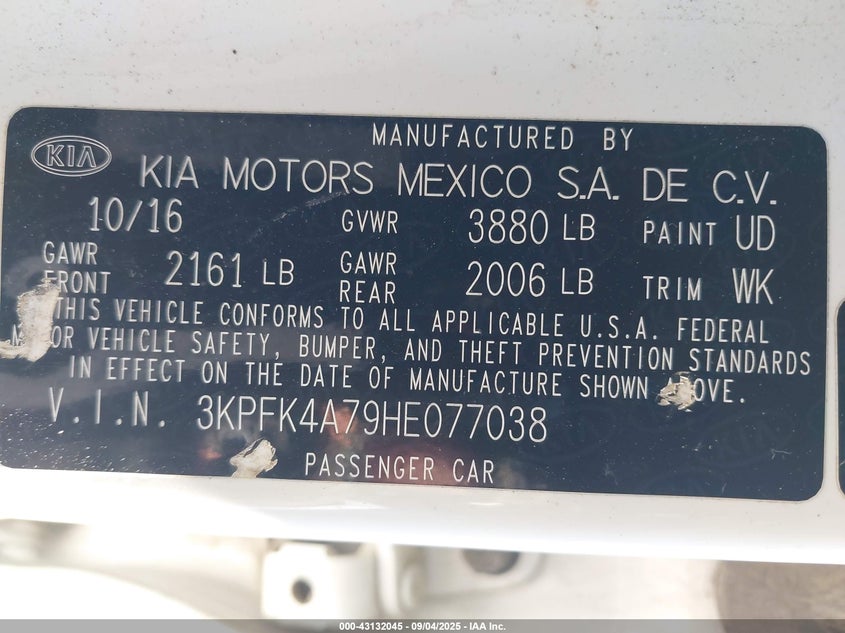 MANUFACTURED BY
KIA KIA MOTORS MEXICO S.A. DE C.V.
10/16 GVWR 3880 LB PAINT UD
GAWR FRONT 2161 LB GAWR REAR 2006 LB TRIM WK
THIS VEHICLE CONFORMS TO ALL APPLICABLE U.S.A. FEDERAL
VEHICLE SAFETY, BUMPER, AND THEFT PREVENTION STANDARDS
IN EFFECT ON THE DATE OF MANUFACTURE SHOWN
V.I.N. 3KPFK4A79HE077038
PASSENGER CAR
000-43132045 - 09/04/2025 - IAA Inc.